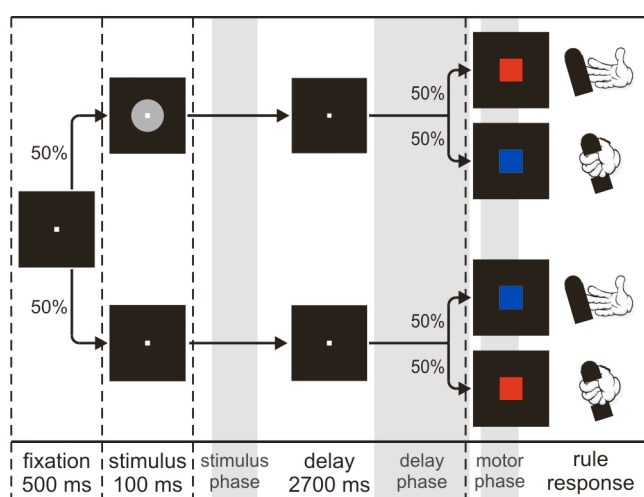 50%
50%
50%
50%
50%
50%
fixation
500 ms
stimulus
100 ms
stimulus
phase
delay
2700 ms
delay
phase
motor
phase
rule
response